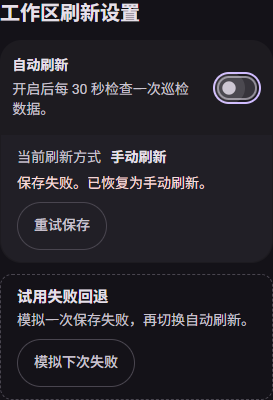 工作区刷新设置
自动刷新
开启后每 30 秒检查一次巡检
数据。
当前刷新方式 手动刷新
保存失败。已恢复为手动刷新。
重试保存
试用失败回退
模拟一次保存失败，再切换自动刷新。
模拟下次失败